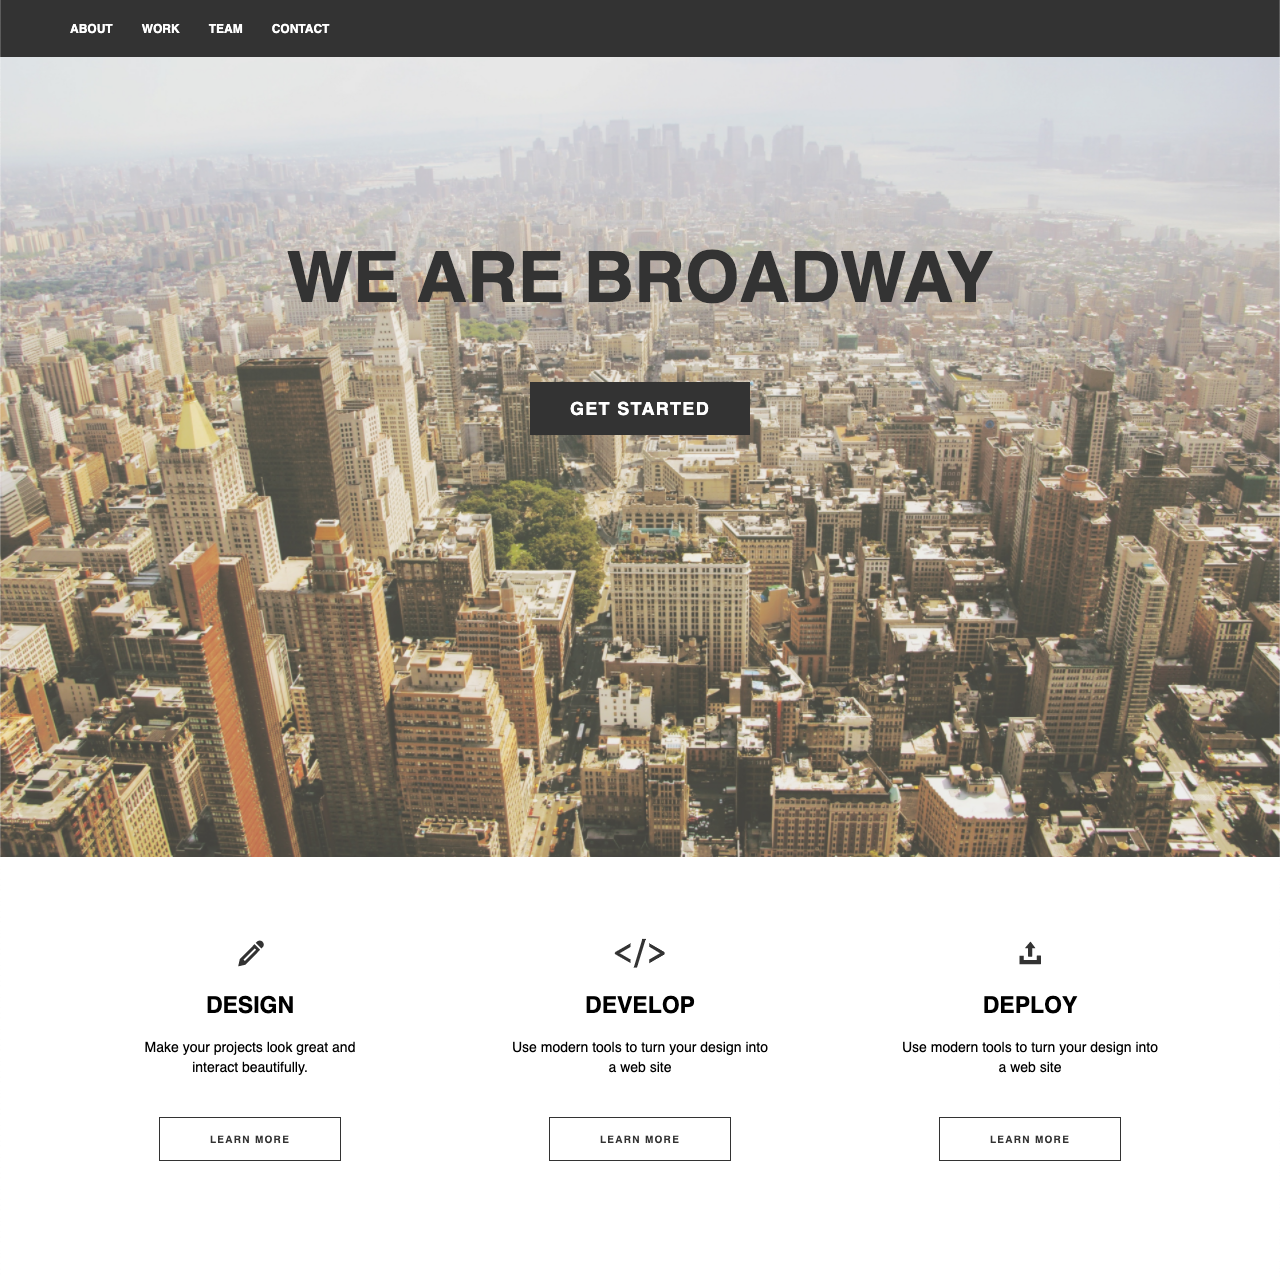 ABOUT WORK TEAM CONTACT
WE ARE BROADWAY
GET STARTED
</>
DESIGN
Make your projects look great and
interact beautifully.
LEARN MORE
DEVELOP
Use modern tools to turn your design into
a web site
LEARN MORE
DEPLOY
Use modern tools to turn your design into
a web site
LEARN MORE